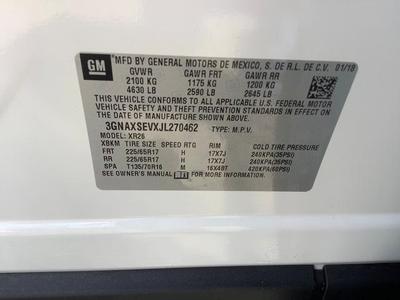 GM
MFD BY GENERAL MOTORS DE MEXICO, S. DE R.L. DE C.V. 01/18
GVWR GAWR FRT GAWR RR
2100 KG 1175 KG 1200 KG
4630 LB 2590 LB 2645 LB
THIS VEHICLE CONFORMS TO ALL APPLICABLE U.S. FEDERAL MOTOR
VEHICLE SAFETY AND THEFT PREVENTION STANDARDS IN EFFECT ON THE
DATE OF MANUFACTURE SHOWN ABOVE.
3GNAXSEVXJL270462 TYPE: M.P.V.
MODEL: XR26
XBKM TIRE SIZE SPEED RTG RIM COLD TIRE PRESSURE
FRT 225/65R17 H 17X7J 240KPA(35PSI)
RR 225/65R17 H 17X7J 240KPA(35PSI)
SPA T135/70R16 M 16X4BT 420KPA(60PSI)
SEE OWNER'S MANUAL FOR MORE INFORMATION.